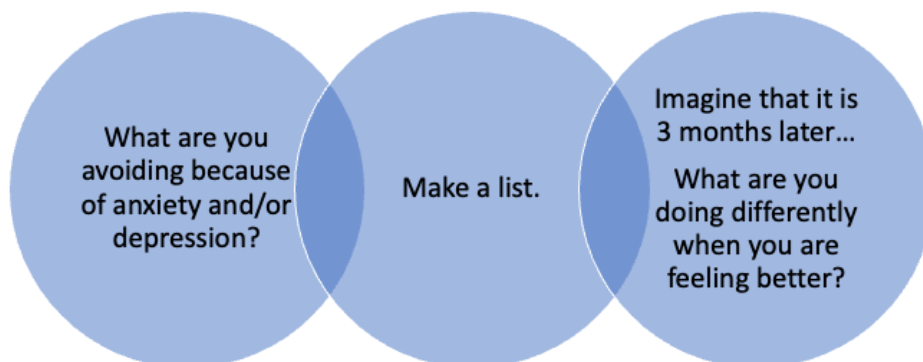 What are you
avoiding because
of anxiety and/or
depression?
Make a list.
Imagine that it is
3 months later…
What are you
doing differently
when you are
feeling better?